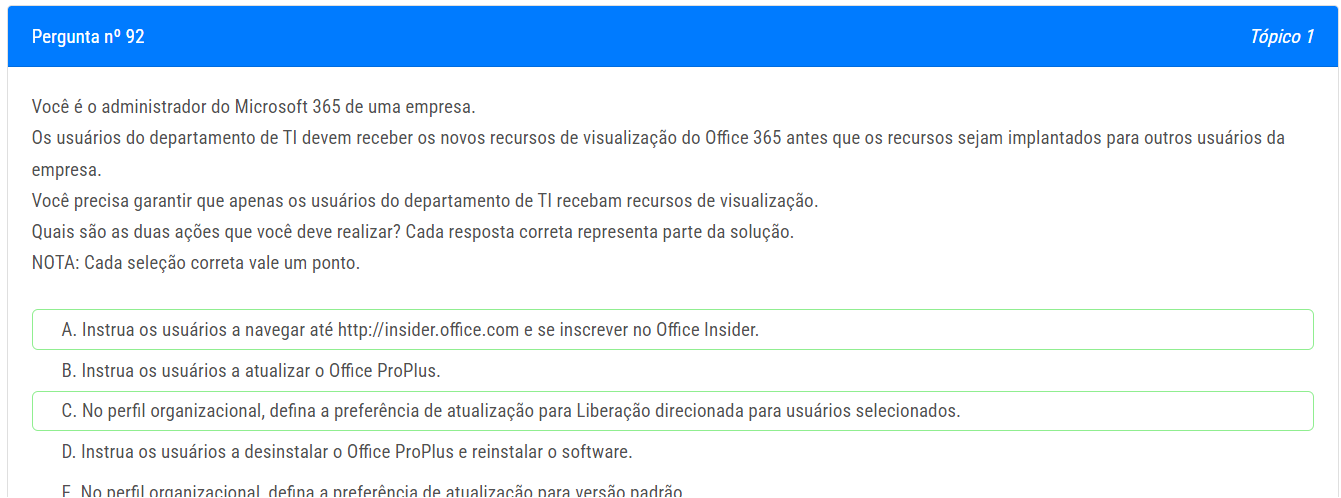 Pergunta nº 92
Tópico 1
Você é o administrador do Microsoft 365 de uma empresa.
Os usuários do departamento de TI devem receber os novos recursos de visualização do Office 365 antes que os recursos sejam implantados para outros usuários da
empresa.
Você precisa garantir que apenas os usuários do departamento de TI recebam recursos de visualização.
Quais são as duas ações que você deve realizar? Cada resposta correta representa parte da solução.
NOTA: Cada seleção correta vale um ponto.
A. Instrua os usuários a navegar até http://insider.office.com e se inscrever no Office Insider.
B. Instrua os usuários a atualizar o Office ProPlus.
C. No perfil organizacional, defina a preferência de atualização para Liberação direcionada para usuários selecionados.
D. Instrua os usuários a desinstalar o Office ProPlus e reinstalar o software.
E. No perfil organizacional, defina a preferência de atualização para versão padrão.